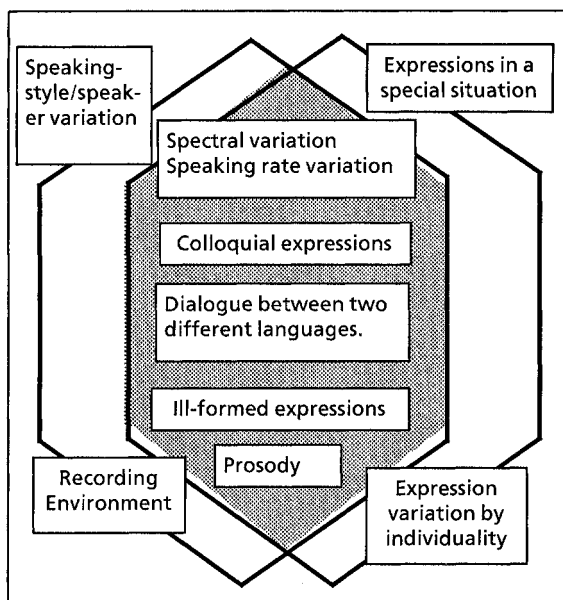 Speaking-
style/speak-
er variation
Expressions in a
special situation
Spectral variation
Speaking rate variation
Colloquial expressions
Dialogue between two
different languages.
Ill-formed expressions
Prosody
Recording
Environment
Expression
variation by
individuality